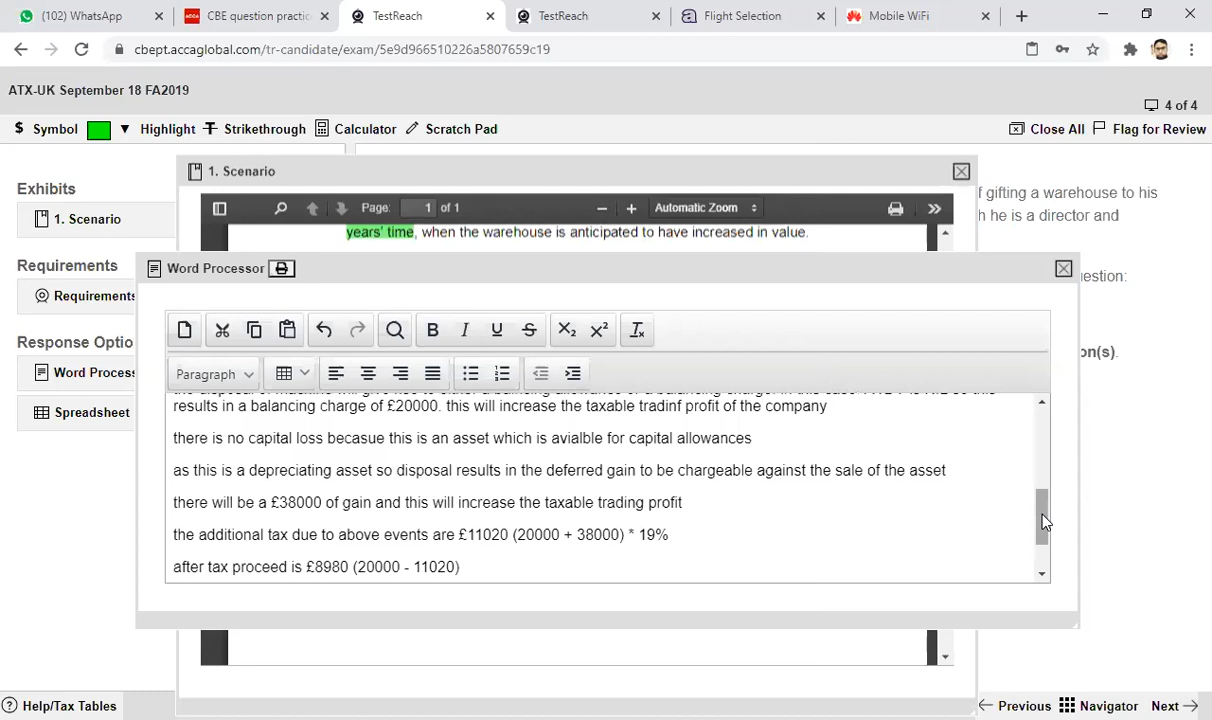 (102) WhatsApp
CBE question practic
TestReach
TestReach
Flight Selection
Mobile WiFi
cbept.accaglobal.com/tr-candidate/exam/5e9d966510226a5807659c19
ATX-UK September 18 FA2019
4 of 4
$ Symbol Highlight Strikethrough Calculator Scratch Pad Close All Flag for Review
Exhibits
1. Scenario
Requirements
Requirements
Response Optio
Word Process
Spreadsheet
1. Scenario
Page: 1 of 1 Automatic Zoom
years' time, when the warehouse is anticipated to have increased in value.
f gifting a warehouse to his
h he is a director and
estion:
on(s).
Word Processor
Paragraph
results in a balancing charge of £20000. this will increase the taxable tradinf profit of the company
there is no capital loss becasue this is an asset which is avialble for capital allowances
as this is a depreciating asset so disposal results in the deferred gain to be chargeable against the sale of the asset
there will be a £38000 of gain and this will increase the taxable trading profit
the additional tax due to above events are £11020 (20000 + 38000) * 19%
after tax proceed is £8980 (20000 - 11020)
Help/Tax Tables
Previous Navigator Next